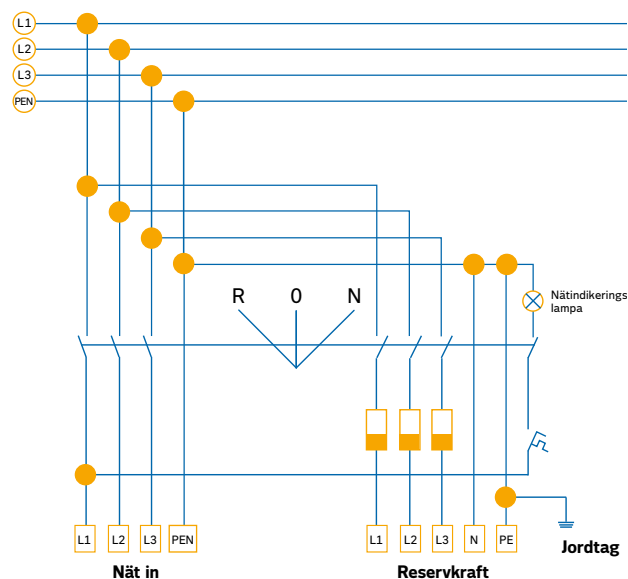 L1
L2
L3
PEN
R 0 N
Nätindikerings
lampa
L1 L2 L3 PEN L1 L2 L3 N PE
Jordtag
Nät in Reservkraft